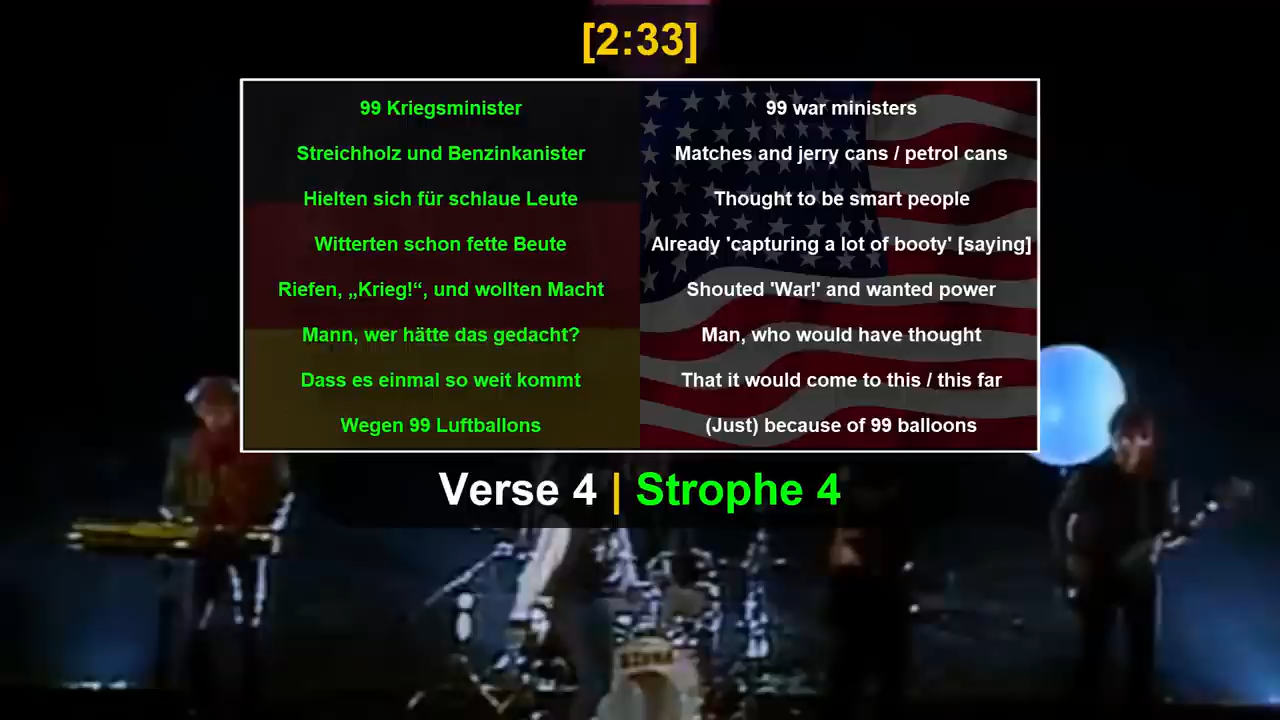 [2:33]
99 Kriegsminister
Streichholz und Benzinkanister
Hielten sich für schlaue Leute
Witterten schon fette Beute
Riefen, „Krieg!“, und wollten Macht
Mann, wer hätte das gedacht?
Dass es einmal so weit kommt
Wegen 99 Luftballons
99 war ministers
Matches and jerry cans / petrol cans
Thought to be smart people
Already 'capturing a lot of booty' [saying]
Shouted 'War!' and wanted power
Man, who would have thought
That it would come to this / this far
(Just) because of 99 balloons
Verse 4 | Strophe 4